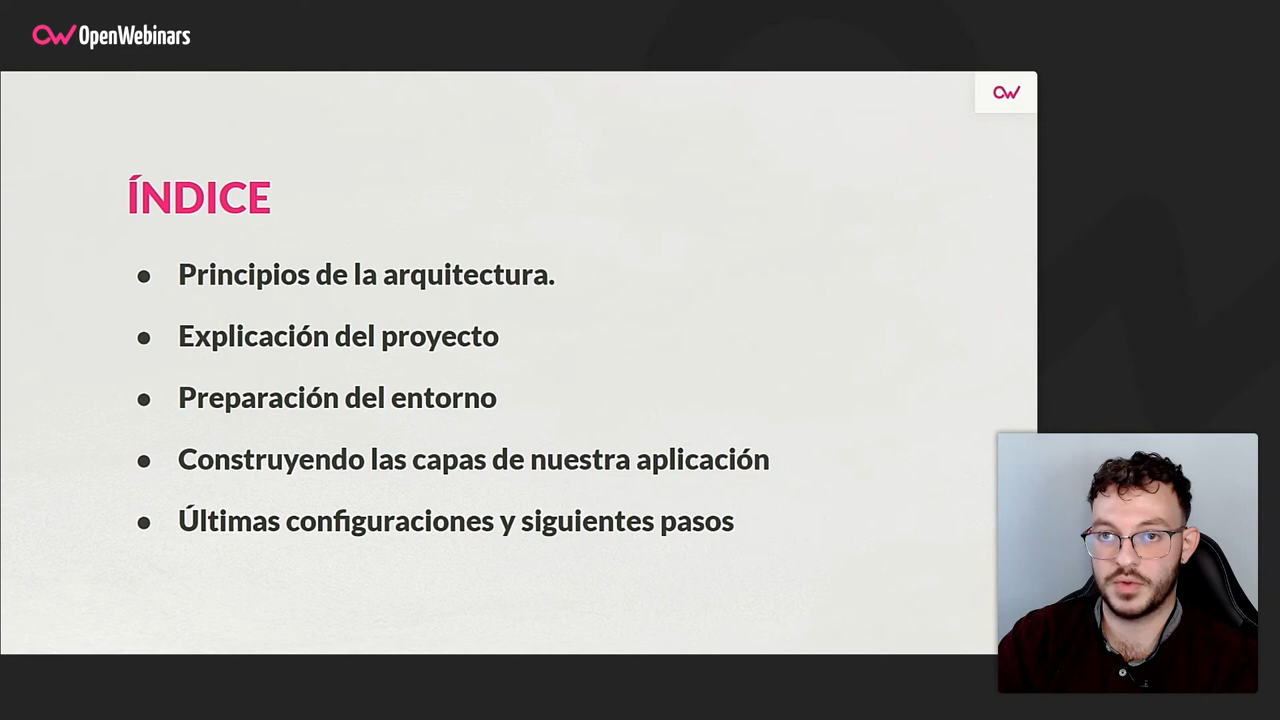 OpenWebinars
ÍNDICE
● Principios de la arquitectura.
● Explicación del proyecto
● Preparación del entorno
● Construyendo las capas de nuestra aplicación
● Últimas configuraciones y siguientes pasos